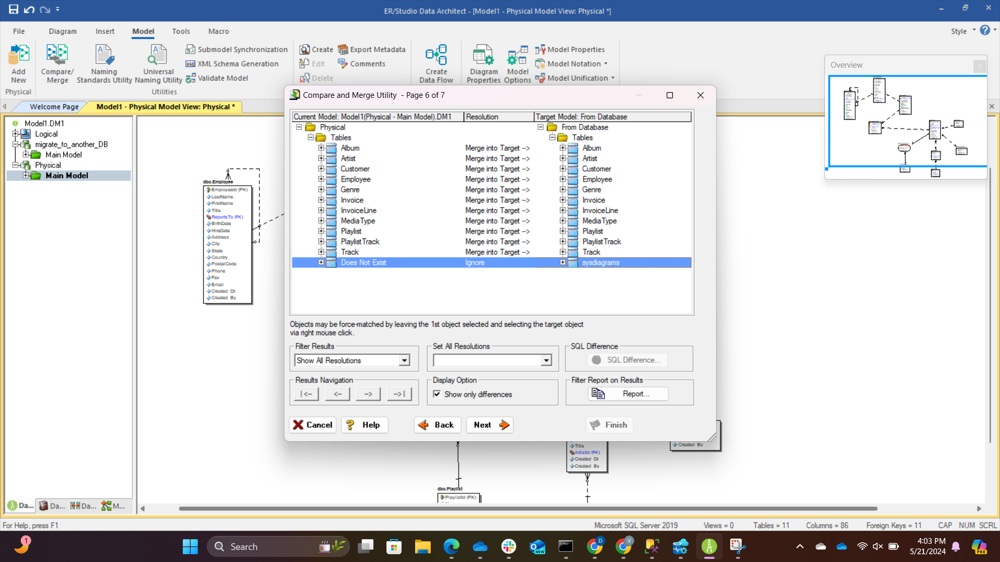 ER/Studio Data Architect - [Model1 - Physical Model View: Physical *]
File Diagram Insert Model Tools Macro
Style
Add New
Compare/ Merge
Naming Standards Utility
Universal Naming Utility
Submodel Synchronization
XML Schema Generation
Validate Model
Create
Edit
Delete
Export Metadata
Comments
Create Data Flow
Diagram Properties
Model Options
Model Properties
Model Notation
Model Unification
Physical
Utilities
Welcome Page
Model1 - Physical Model View: Physical *
Overview
Model1.DM1
Logical
migrate_to_another_DB
Main Model
Physical
Main Model
dbo.Employee
EmployeeId (PK)
LastName
FirstName
Title
ReportsTo (FK)
BirthDate
HireDate
Address
City
State
Country
PostalCode
Phone
Fax
Email
Created Dt
Created By
Compare and Merge Utility - Page 6 of 7
Current Model: Model1(Physical - Main Model).DM1 Resolution Target Model: From Database
Physical From Database
Tables Tables
Album Merge into Target --> Album
Artist Merge into Target --> Artist
Customer Merge into Target --> Customer
Employee Merge into Target --> Employee
Genre Merge into Target --> Genre
Invoice Merge into Target --> Invoice
InvoiceLine Merge into Target --> InvoiceLine
MediaType Merge into Target --> MediaType
Playlist Merge into Target --> Playlist
PlaylistTrack Merge into Target --> PlaylistTrack
Track Merge into Target --> Track
Does Not Exist Ignore sysdiagrams
Objects may be force-matched by leaving the 1st object selected and selecting the target object
via right mouse click.
Filter Results
Show All Resolutions
Set All Resolutions
SQL Difference
SQL Difference...
Results Navigation
|<-- <-- --> -->|
Display Option
Show only differences
Filter Report on Results
Report...
Cancel Help Back Next Finish
Title
ArtistId (FK)
Created Dt
Created By
Created By
dbo.Playlist
PlaylistId (PK)
Da... Da... Da... M...
For Help, press F1
Microsoft SQL Server 2019 Views = 0 Tables = 11 Columns = 86 Foreign Keys = 11 CAP NUM SCRL
1
Search
NEW
D
V
4:03 PM
5/21/2024
PRE